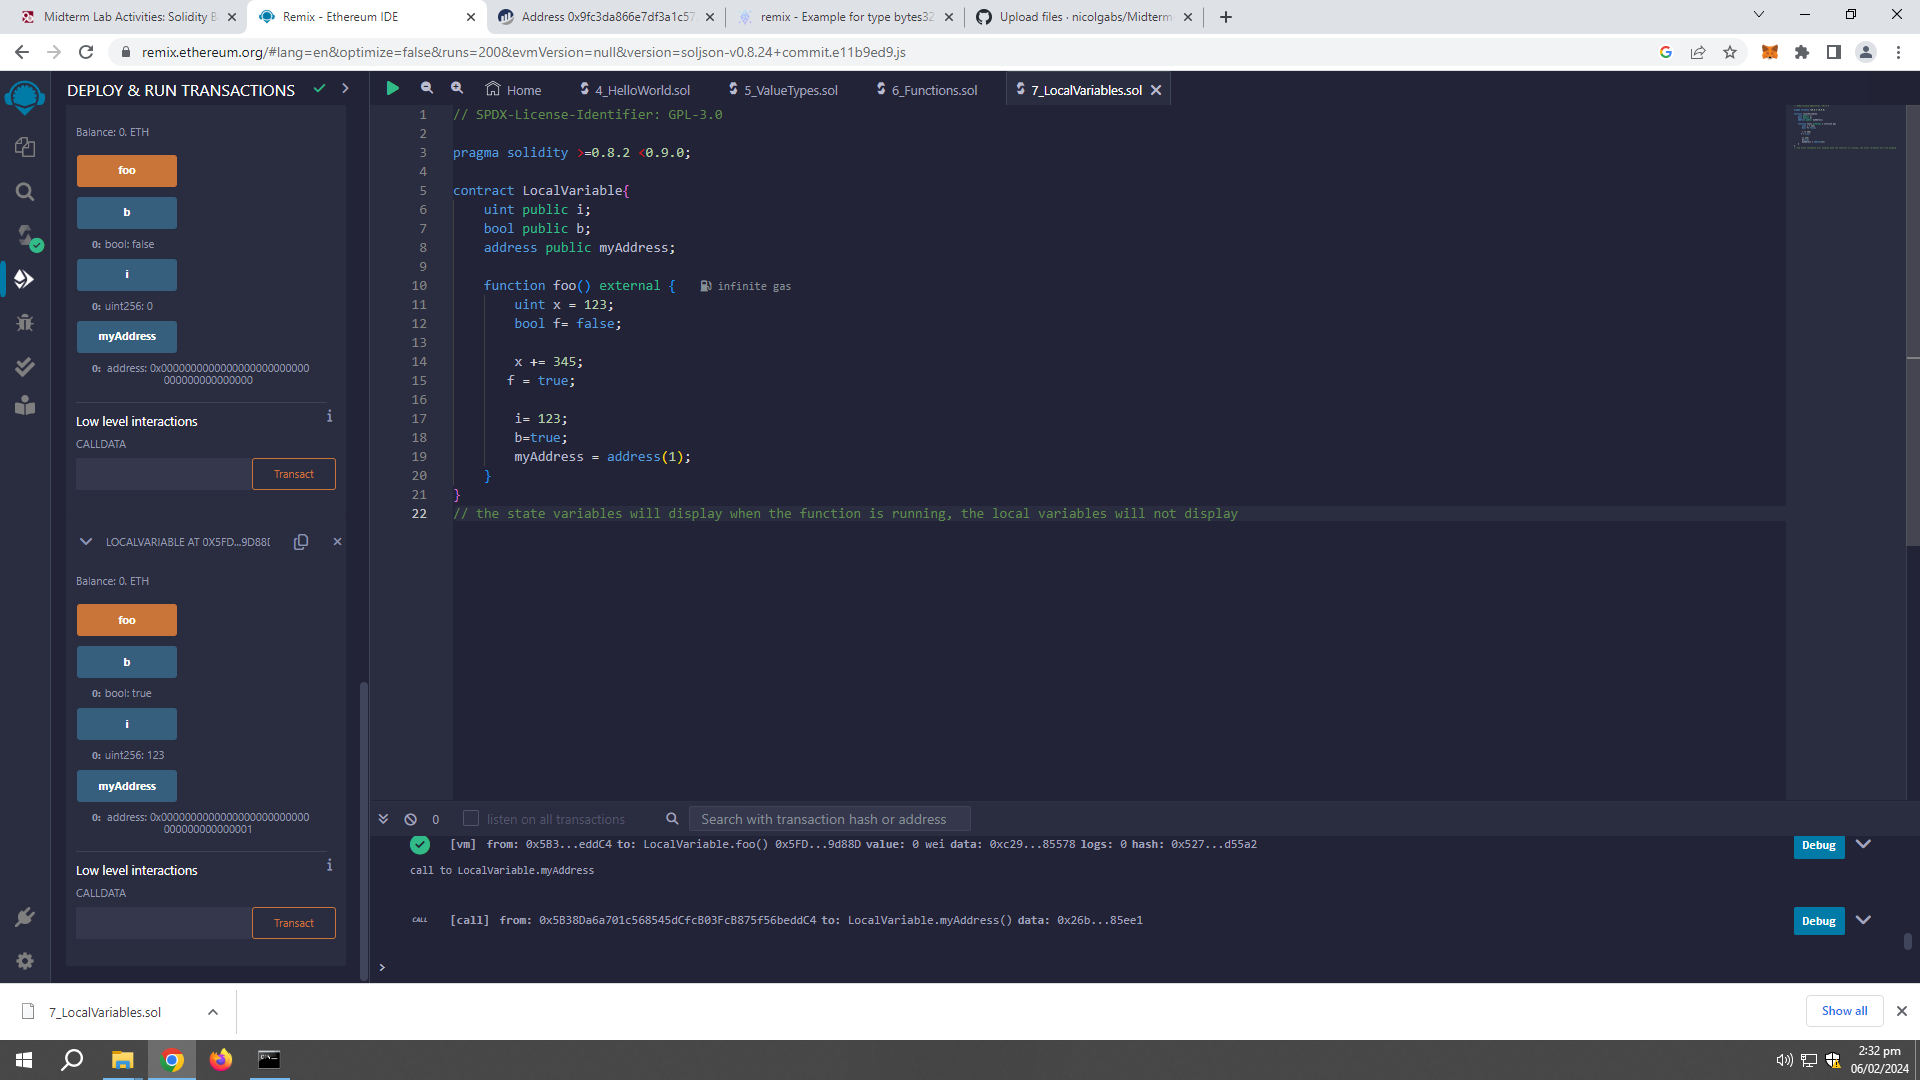 Midterm Lab Activities: Solidity B
Remix - Ethereum IDE
Address 0x9fc3da866e7df3a1c57
remix - Example for type bytes32
Upload files · nicolgabs/Midterm
remix.ethereum.org/#lang=en&optimize=false&runs=200&evmVersion=null&version=soljson-v0.8.24+commit.e11b9ed9.js
DEPLOY & RUN TRANSACTIONS
Home
4_HelloWorld.sol
5_ValueTypes.sol
6_Functions.sol
7_LocalVariables.sol
Balance: 0. ETH
foo
b
0: bool: false
i
0: uint256: 0
myAddress
0: address: 0x0000000000000000000000000
000000000000000
Low level interactions
i
CALLDATA
Transact
LOCALVARIABLE AT 0X5FD...9D88D
Balance: 0. ETH
foo
b
0: bool: true
i
0: uint256: 123
myAddress
0: address: 0x0000000000000000000000000
000000000000001
Low level interactions
i
CALLDATA
Transact
1 // SPDX-License-Identifier: GPL-3.0
2
3 pragma solidity >=0.8.2 <0.9.0;
4
5 contract LocalVariable{
6 uint public i;
7 bool public b;
8 address public myAddress;
9
10 function foo() external { infinite gas
11 uint x = 123;
12 bool f= false;
13
14 x += 345;
15 f = true;
16
17 i= 123;
18 b=true;
19 myAddress = address(1);
20 }
21 }
22 // the state variables will display when the function is running, the local variables will not display
0
listen on all transactions
Search with transaction hash or address
[vm] from: 0x5B3...eddC4 to: LocalVariable.foo() 0x5FD...9d88D value: 0 wei data: 0xc29...85578 logs: 0 hash: 0x527...d55a2
Debug
call to LocalVariable.myAddress
CALL [call] from: 0x5B38Da6a701c568545dCfcB03FcB875f56beddC4 to: LocalVariable.myAddress() data: 0x26b...85ee1
Debug
>
7_LocalVariables.sol
Show all
2:32 pm
06/02/2024